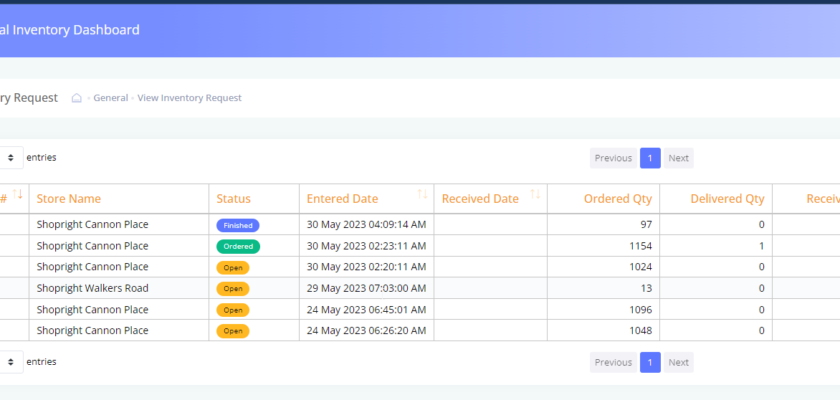 al Inventory Dashboard
ry Request General - View Inventory Request
entries Previous 1 Next
# Store Name Status Entered Date Received Date Ordered Qty Delivered Qty Receiv
Shopright Cannon Place Finished 30 May 2023 04:09:14 AM 97 0
Shopright Cannon Place Ordered 30 May 2023 02:23:11 AM 1154 1
Shopright Cannon Place Open 30 May 2023 02:20:11 AM 1024 0
Shopright Walkers Road Open 29 May 2023 07:03:00 AM 13 0
Shopright Cannon Place Open 24 May 2023 06:45:01 AM 1096 0
Shopright Cannon Place Open 24 May 2023 06:26:20 AM 1048 0
entries Previous 1 Next